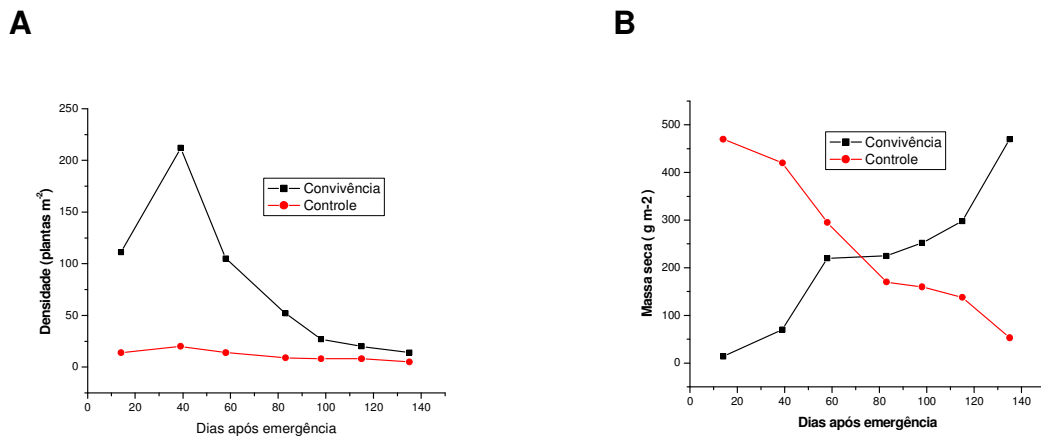 A
250
200
150
100
50
0
Densidade (plantas m-2)
Convivência
Controle
0 20 40 60 80 100 120 140
Dias após emergência
B
500
400
300
200
100
0
Massa seca ( g m-2)
Convivência
Controle
0 20 40 60 80 100 120 140
Dias após emergência